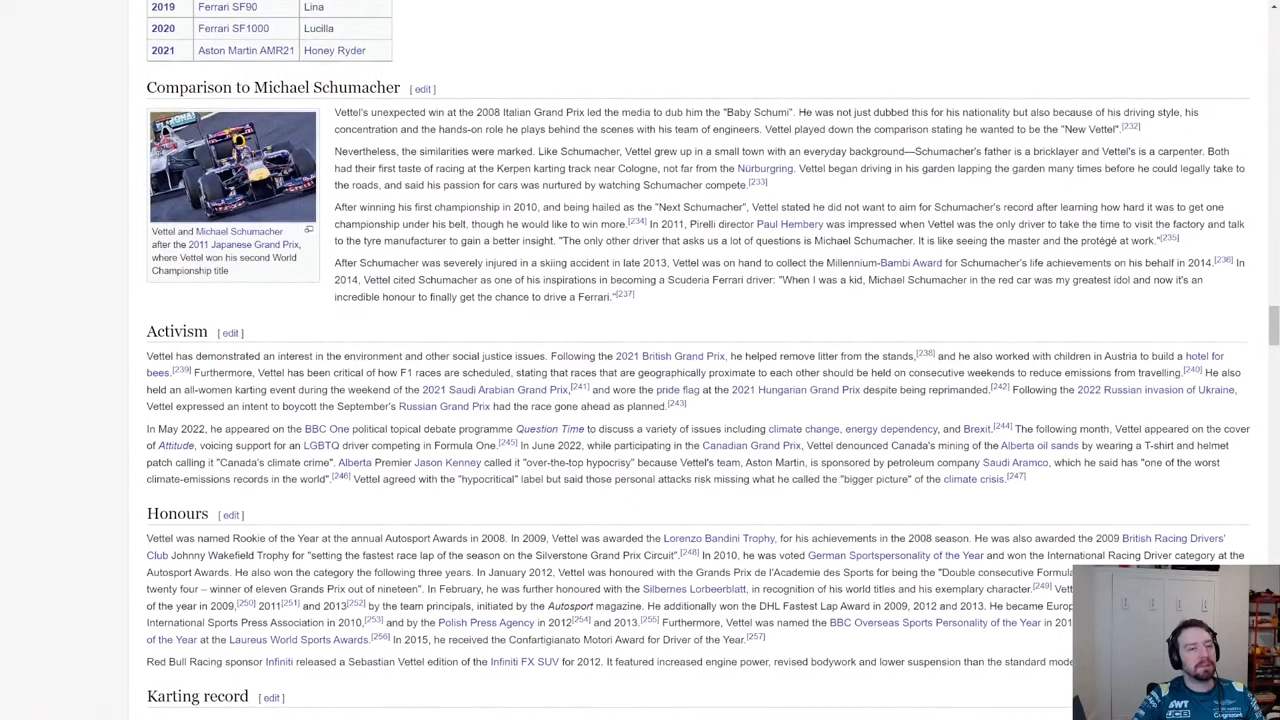 2019 Ferrari SF90 Lina
2020 Ferrari SF1000 Lucilla
2021 Aston Martin AMR21 Honey Ryder
Comparison to Michael Schumacher [ edit ]
Vettel and Michael Schumacher
after the 2011 Japanese Grand Prix,
where Vettel won his second World
Championship title
Vettel's unexpected win at the 2008 Italian Grand Prix led the media to dub him the "Baby Schumi". He was not just dubbed this for his nationality but also because of his driving style, his
concentration and the hands-on role he plays behind the scenes with his team of engineers. Vettel played down the comparison stating he wanted to be the "New Vettel".[232]
Nevertheless, the similarities were marked. Like Schumacher, Vettel grew up in a small town with an everyday background—Schumacher's father is a bricklayer and Vettel's is a carpenter. Both
had their first taste of racing at the Kerpen karting track near Cologne, not far from the Nürburgring. Vettel began driving in his garden lapping the garden many times before he could legally take to
the roads, and said his passion for cars was nurtured by watching Schumacher compete.[233]
After winning his first championship in 2010, and being hailed as the "Next Schumacher", Vettel stated he did not want to aim for Schumacher's record after learning how hard it was to get one
championship under his belt, though he would like to win more.[234] In 2011, Pirelli director Paul Hembery was impressed when Vettel was the only driver to take the time to visit the factory and talk
to the tyre manufacturer to gain a better insight. "The only other driver that asks us a lot of questions is Michael Schumacher. It is like seeing the master and the protégé at work."[235]
After Schumacher was severely injured in a skiing accident in late 2013, Vettel was on hand to collect the Millennium-Bambi Award for Schumacher's life achievements on his behalf in 2014.[236] In
2014, Vettel cited Schumacher as one of his inspirations in becoming a Scuderia Ferrari driver: "When I was a kid, Michael Schumacher in the red car was my greatest idol and now it's an
incredible honour to finally get the chance to drive a Ferrari."[237]
Activism [ edit ]
Vettel has demonstrated an interest in the environment and other social justice issues. Following the 2021 British Grand Prix, he helped remove litter from the stands,[238] and he also worked with children in Austria to build a hotel for
bees.[239] Furthermore, Vettel has been critical of how F1 races are scheduled, stating that races that are geographically proximate to each other should be held on consecutive weekends to reduce emissions from travelling.[240] He also
held an all-women karting event during the weekend of the 2021 Saudi Arabian Grand Prix,[241] and wore the pride flag at the 2021 Hungarian Grand Prix despite being reprimanded.[242] Following the 2022 Russian invasion of Ukraine,
Vettel expressed an intent to boycott the September's Russian Grand Prix had the race gone ahead as planned.[243]
In May 2022, he appeared on the BBC One political topical debate programme Question Time to discuss a variety of issues including climate change, energy dependency, and Brexit.[244] The following month, Vettel appeared on the cover
of Attitude, voicing support for an LGBTQ driver competing in Formula One.[245] In June 2022, while participating in the Canadian Grand Prix, Vettel denounced Canada's mining of the Alberta oil sands by wearing a T-shirt and helmet
patch calling it "Canada's climate crime". Alberta Premier Jason Kenney called it "over-the-top hypocrisy" because Vettel's team, Aston Martin, is sponsored by petroleum company Saudi Aramco, which he said has "one of the worst
climate-emissions records in the world".[246] Vettel agreed with the "hypocritical" label but said those personal attacks risk missing what he called the "bigger picture" of the climate crisis.[247]
Honours [ edit ]
Vettel was named Rookie of the Year at the annual Autosport Awards in 2008. In 2009, Vettel was awarded the Lorenzo Bandini Trophy, for his achievements in the 2008 season. He was also awarded the 2009 British Racing Drivers'
Club Johnny Wakefield Trophy for "setting the fastest race lap of the season on the Silverstone Grand Prix Circuit".[248] In 2010, he was voted German Sportspersonality of the Year and won the International Racing Driver category at the
Autosport Awards. He also won the category the following three years. In January 2012, Vettel was honoured with the Grands Prix de l'Academie des Sports for being the "Double consecutive Formula
twenty four – winner of eleven Grands Prix out of nineteen". In February, he was further honoured with the Silbernes Lorbeerblatt, in recognition of his world titles and his exemplary character.[249] Vet
of the year in 2009,[250] 2011[251] and 2013[252] by the team principals, initiated by the Autosport magazine. He additionally won the DHL Fastest Lap Award in 2009, 2012 and 2013. He became Europ
International Sports Press Association in 2010,[253] and by the Polish Press Agency in 2012[254] and 2013.[255] Furthermore, Vettel was named the BBC Overseas Sports Personality of the Year in 201
of the Year at the Laureus World Sports Awards.[256] In 2015, he received the Confartigianato Motori Award for Driver of the Year.[257]
Red Bull Racing sponsor Infiniti released a Sebastian Vettel edition of the Infiniti FX SUV for 2012. It featured increased engine power, revised bodywork and lower suspension than the standard mode
Karting record [ edit ]
JCB
Cognizant